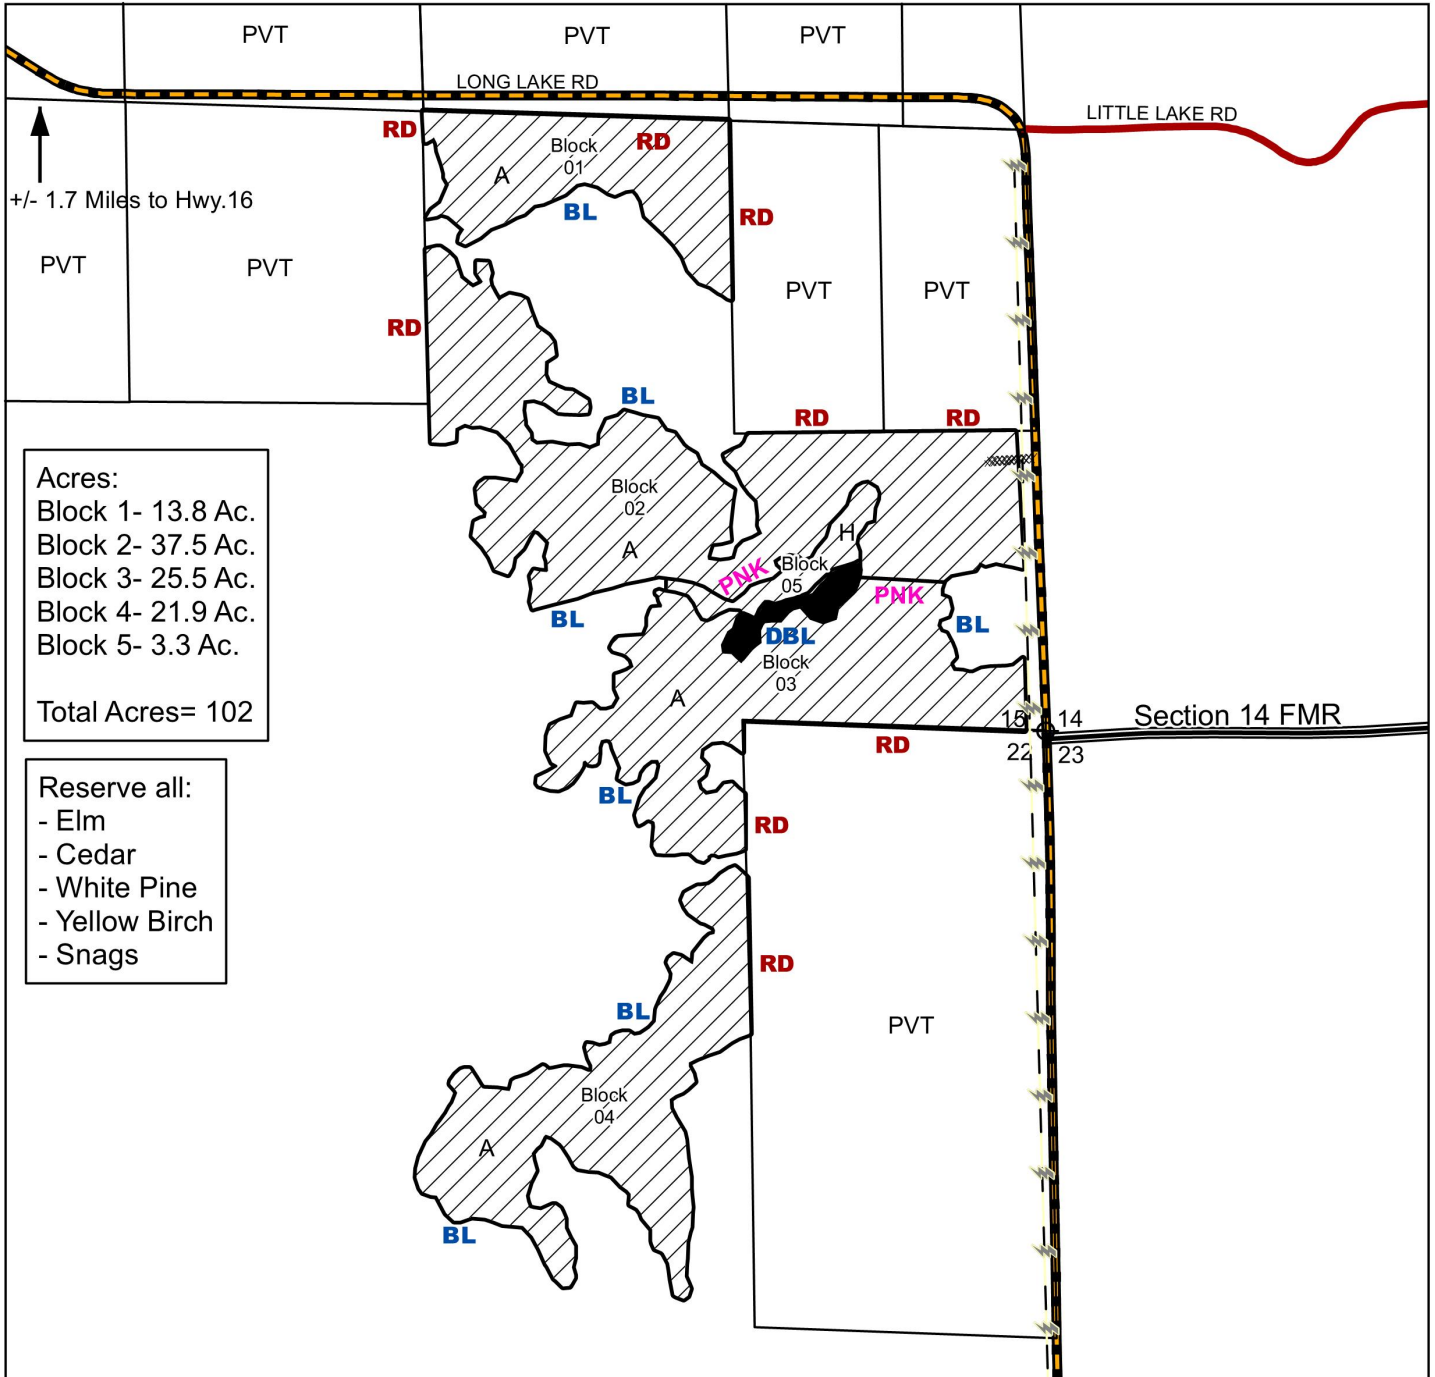 PVT
PVT
PVT
LONG LAKE RD
LITTLE LAKE RD
RD
RD
Block
01
A
+/- 1.7 Miles to Hwy.16
BL
RD
PVT
PVT
PVT
PVT
RD
BL
RD
RD
Acres:
Block 1- 13.8 Ac.
Block 2- 37.5 Ac.
Block 3- 25.5 Ac.
Block 4- 21.9 Ac.
Block 5- 3.3 Ac.
Total Acres= 102
Block
02
A
H
PNK
Block
05
PNK
BL
BL
DBL
Block
03
A
15 14
22 23
Section 14 FMR
RD
BL
RD
Reserve all:
- Elm
- Cedar
- White Pine
- Yellow Birch
- Snags
RD
BL
PVT
Block
04
A
BL